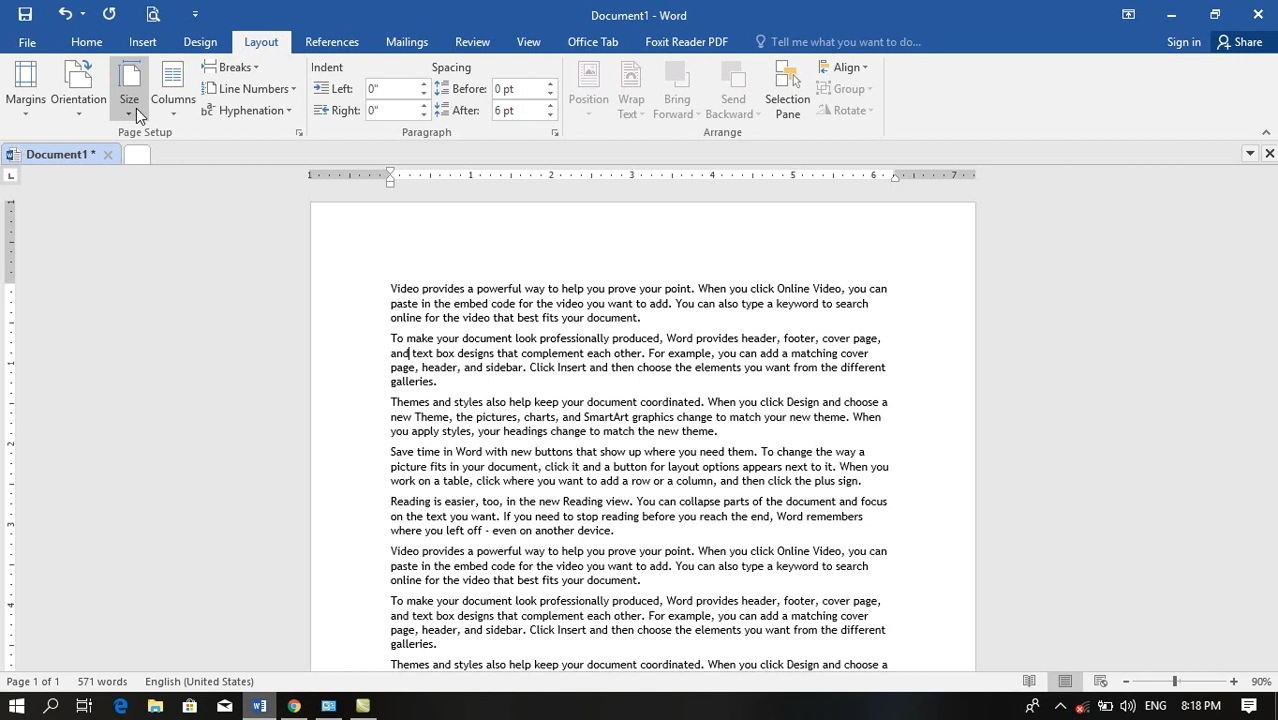 Document1 - Word
File Home Insert Design Layout References Mailings Review View Office Tab Foxit Reader PDF Tell me what you want to do... Sign in Share
Margins Orientation Size Columns Breaks Line Numbers Hyphenation
Page Setup
Indent Spacing
Left: 0" Before: 0 pt
Right: 0" After: 6 pt
Paragraph
Position Wrap Text Bring Forward Send Backward Selection Pane Align Group Rotate
Arrange
Document1 *
1 1 2 3 4 5 6 7
1
1
2
3
4
Video provides a powerful way to help you prove your point. When you click Online Video, you can
paste in the embed code for the video you want to add. You can also type a keyword to search
online for the video that best fits your document.
To make your document look professionally produced, Word provides header, footer, cover page,
and text box designs that complement each other. For example, you can add a matching cover
page, header, and sidebar. Click Insert and then choose the elements you want from the different
galleries.
Themes and styles also help keep your document coordinated. When you click Design and choose a
new Theme, the pictures, charts, and SmartArt graphics change to match your new theme. When
you apply styles, your headings change to match the new theme.
Save time in Word with new buttons that show up where you need them. To change the way a
picture fits in your document, click it and a button for layout options appears next to it. When you
work on a table, click where you want to add a row or a column, and then click the plus sign.
Reading is easier, too, in the new Reading view. You can collapse parts of the document and focus
on the text you want. If you need to stop reading before you reach the end, Word remembers
where you left off - even on another device.
Video provides a powerful way to help you prove your point. When you click Online Video, you can
paste in the embed code for the video you want to add. You can also type a keyword to search
online for the video that best fits your document.
To make your document look professionally produced, Word provides header, footer, cover page,
and text box designs that complement each other. For example, you can add a matching cover
page, header, and sidebar. Click Insert and then choose the elements you want from the different
galleries.
Themes and styles also help keep your document coordinated. When you click Design and choose a
Page 1 of 1 571 words English (United States) 90%
ENG 8:18 PM